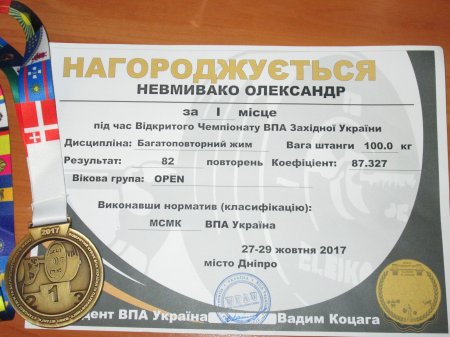 НАГОРОДЖУЄТЬСЯ
НЕВМИВАКО ОЛЕКСАНДР
за I місце
під час Відкритого Чемпіонату ВПА Західної України
Дисципліна: Багатоповторний жим Вага штанги 100.0 кг
Результат: 82 повторень Коефіцієнт: 87.327
Вікова група: OPEN
Виконавши норматив (класифікацію):
МСМК ВПА Україна
27-29 жовтня 2017
місто Дніпро
дент ВПА Україна Вадим Коцага
2017
1
ELEIKO